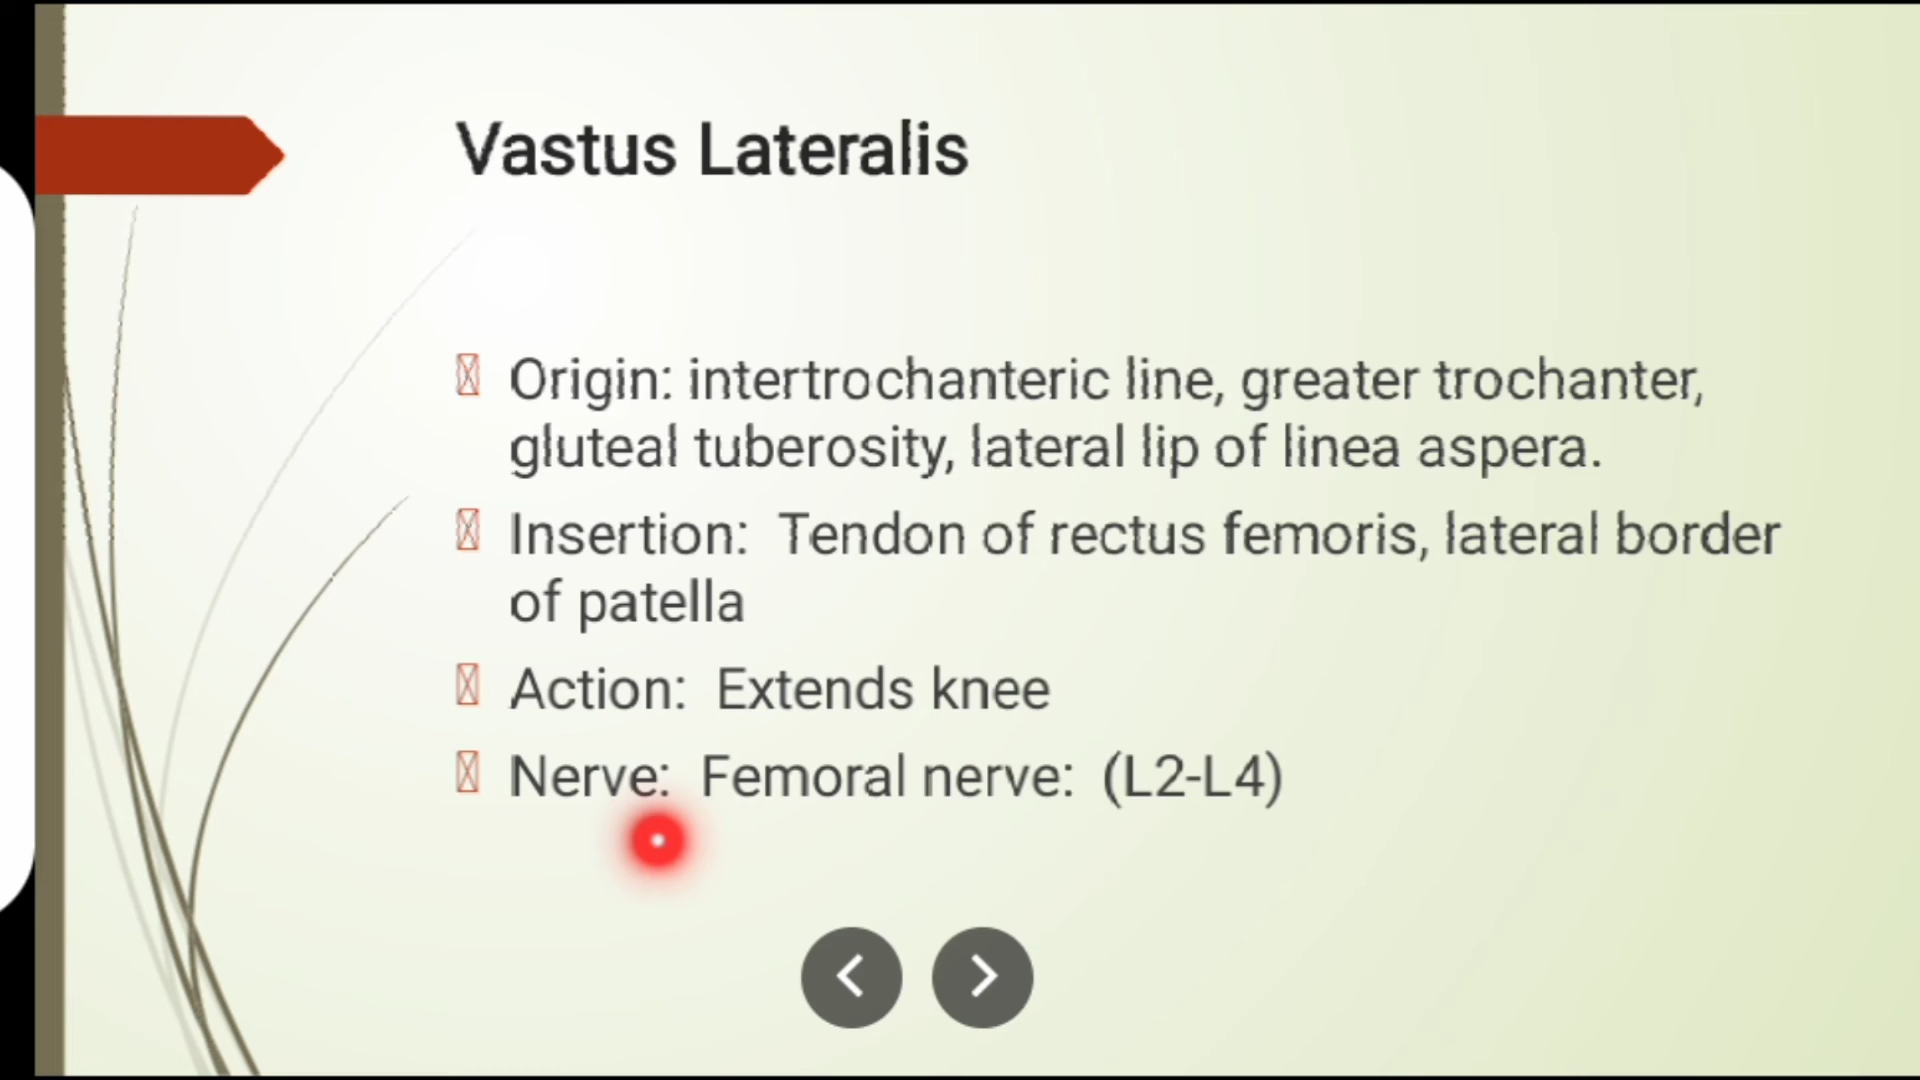 Vastus Lateralis
Origin: intertrochanteric line, greater trochanter,
gluteal tuberosity, lateral lip of linea aspera.
Insertion: Tendon of rectus femoris, lateral border
of patella
Action: Extends knee
Nerve: Femoral nerve: (L2-L4)